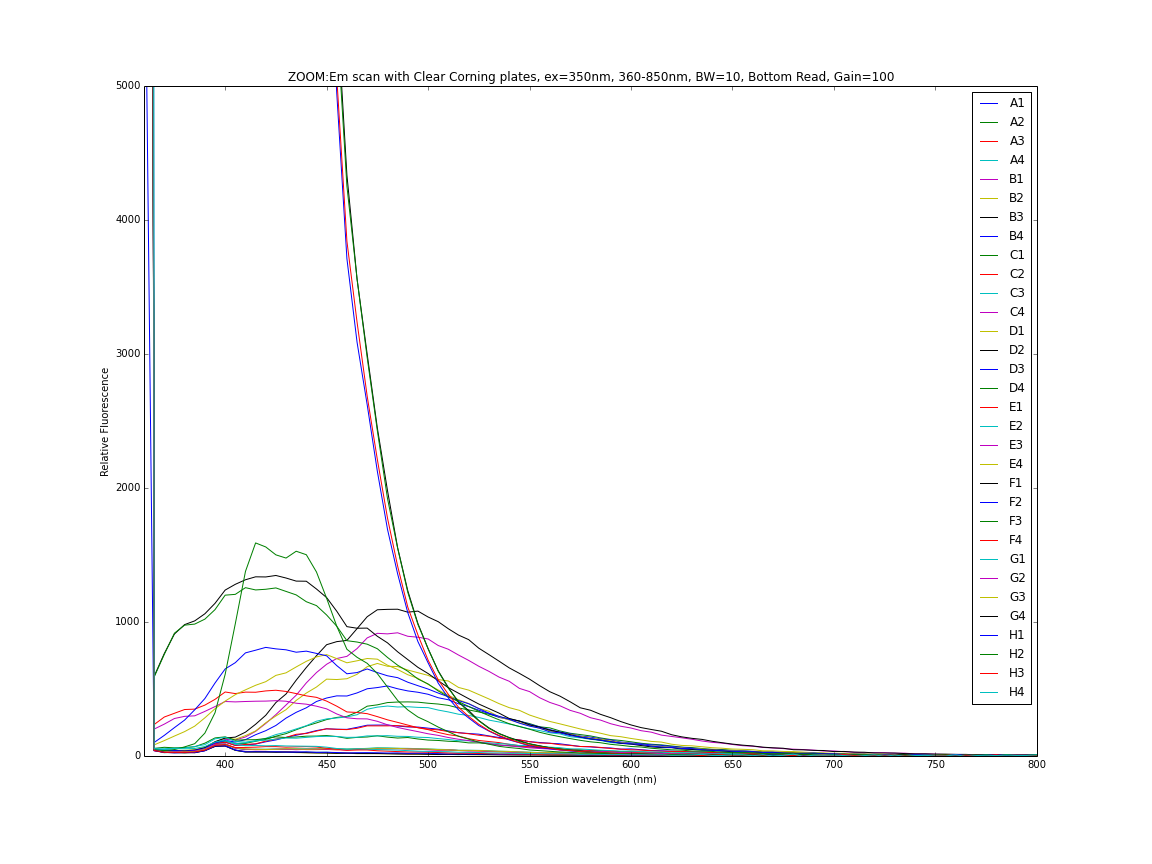 ZOOM:Em scan with Clear Corning plates, ex=350nm, 360-850nm, BW=10, Bottom Read, Gain=100
5000
4000
3000
2000
1000
0
Relative Fluorescence
400 450 500 550 600 650 700 750 800
Emission wavelength (nm)
A1
A2
A3
A4
B1
B2
B3
B4
C1
C2
C3
C4
D1
D2
D3
D4
E1
E2
E3
E4
F1
F2
F3
F4
G1
G2
G3
G4
H1
H2
H3
H4